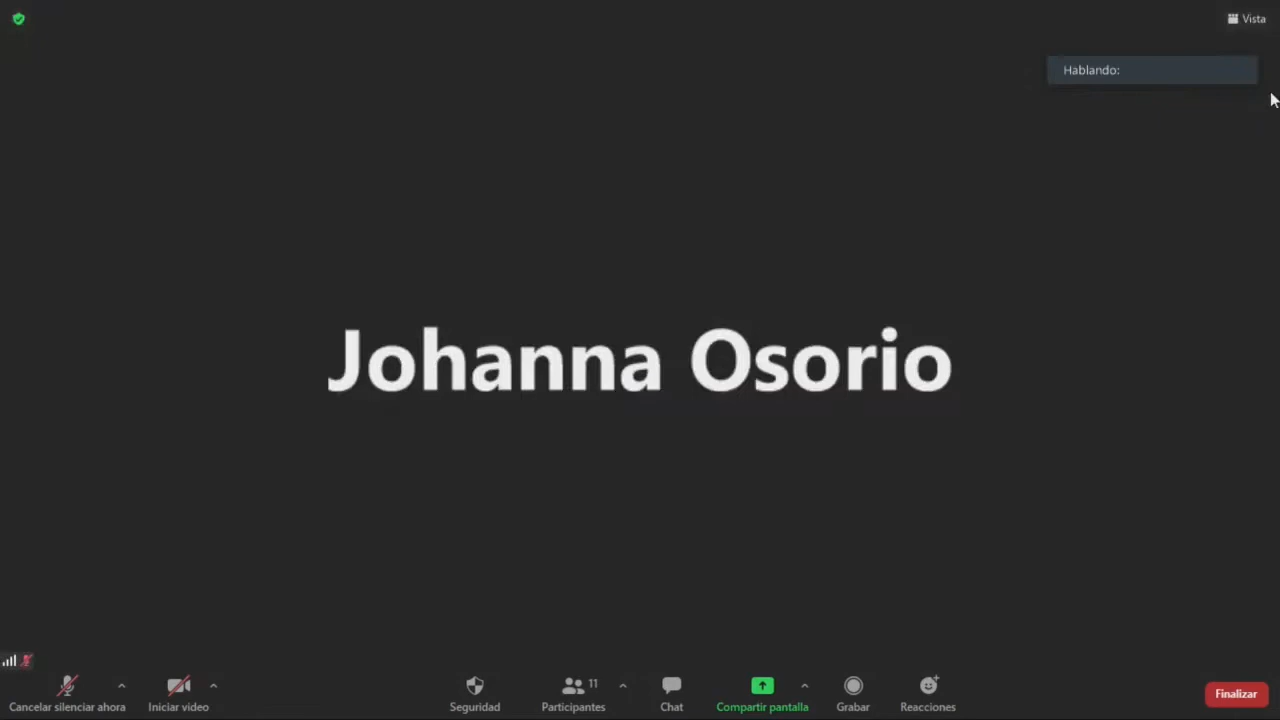 Vista
Hablando:
Johanna Osorio
11
Cancelar silenciar ahora
Iniciar video
Seguridad
Participantes
Chat
Compartir pantalla
Grabar
Reacciones
Finalizar